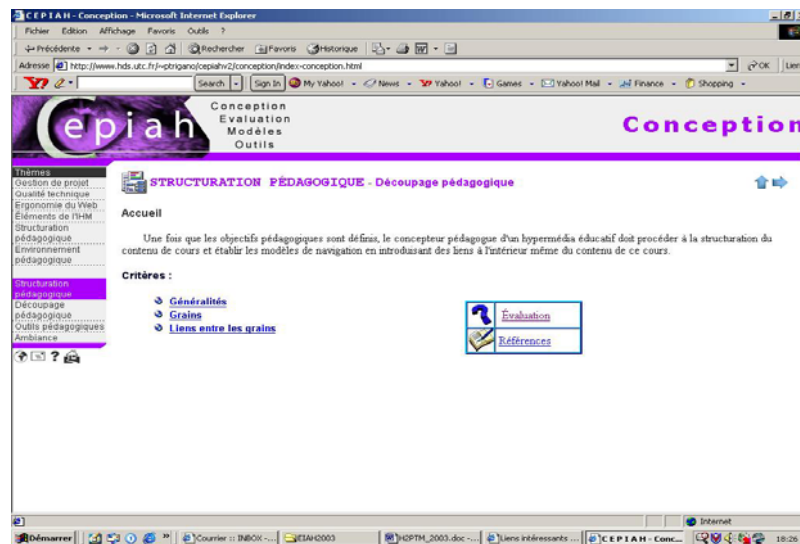 CEPIAH - Conception - Microsoft Internet Explorer
Fichier Edition Affichage Favoris Outils ?
Précédente Rechercher Favoris Historique
Adresse http://www.hds.utc.fr/~ptrigano/cepiahv2/conception/index-conception.html OK Lien
Y? Search Sign In My Yahoo! News Yahoo! Games Yahoo! Mail Finance Shopping
Cepiah
Conception
Evaluation
Modèles
Outils
Conception
Thèmes
Gestion de projet
Qualité technique
Ergonomie du Web
Éléments de l'IHM
Structuration
pédagogique
Environnement
pédagogique
Structuration
pédagogique
Découpage
pédagogique
Outils pédagogiques
Ambiance
STRUCTURATION PÉDAGOGIQUE - Découpage pédagogique
Accueil
Une fois que les objectifs pédagogiques sont définis, le concepteur pédagogue d'un hypermédia éducatif doit procéder à la structuration du
contenu de cours et établir les modèles de navigation en introduisant des liens à l'intérieur même du contenu de ce cours.
Critères :
Généralités
Grains
Liens entre les grains
Évaluation
Références
Internet
Démarrer » Courrier :: INBOX -... EIAH2003 H2PTM_2003.doc -... Liens intéressants ... CEPIAH - Conc... 18:26